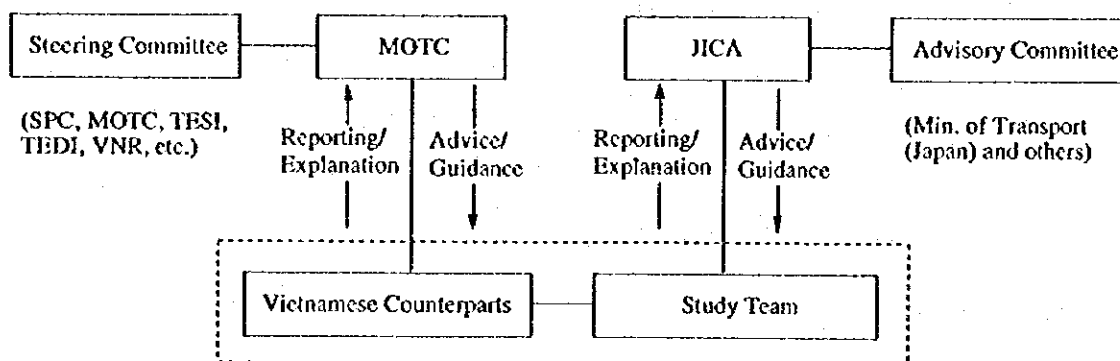 Steering Committee
MOTC
JICA
Advisory Committee
(SPC, MOTC, TESI,
TEDI, VNR, etc.)
Reporting/
Explanation
Advice/
Guidance
Reporting/
Explanation
Advice/
Guidance
(Min. of Transport
(Japan) and others)
Vietnamese Counterparts
Study Team